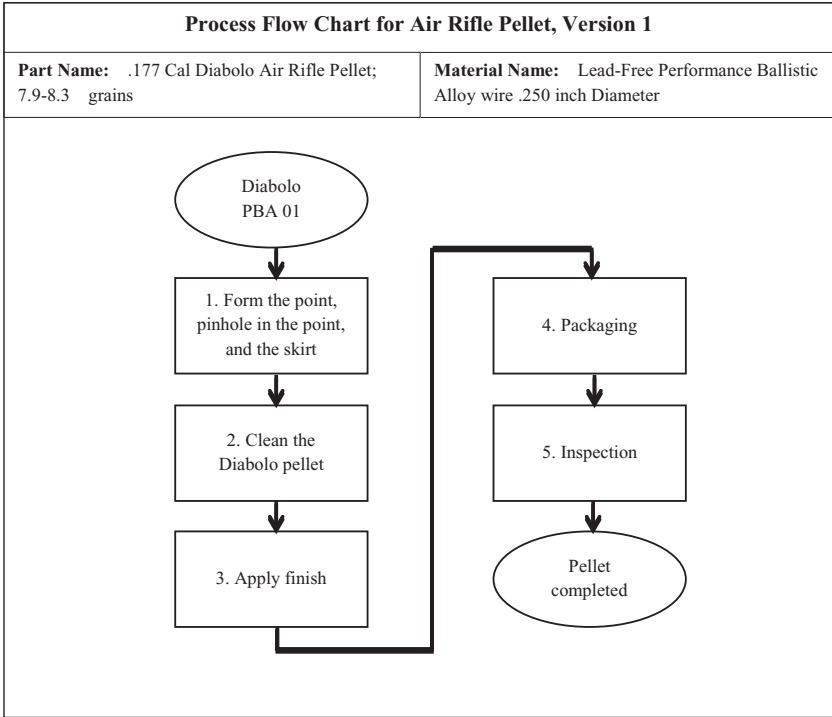 Process Flow Chart for Air Rifle Pellet, Version 1
Part Name: .177 Cal Diabolo Air Rifle Pellet;
7.9-8.3 grains
Material Name: Lead-Free Performance Ballistic
Alloy wire .250 inch Diameter
Diabolo
PBA 01
1. Form the point,
pinhole in the point,
and the skirt
2. Clean the
Diabolo pellet
3. Apply finish
4. Packaging
5. Inspection
Pellet
completed